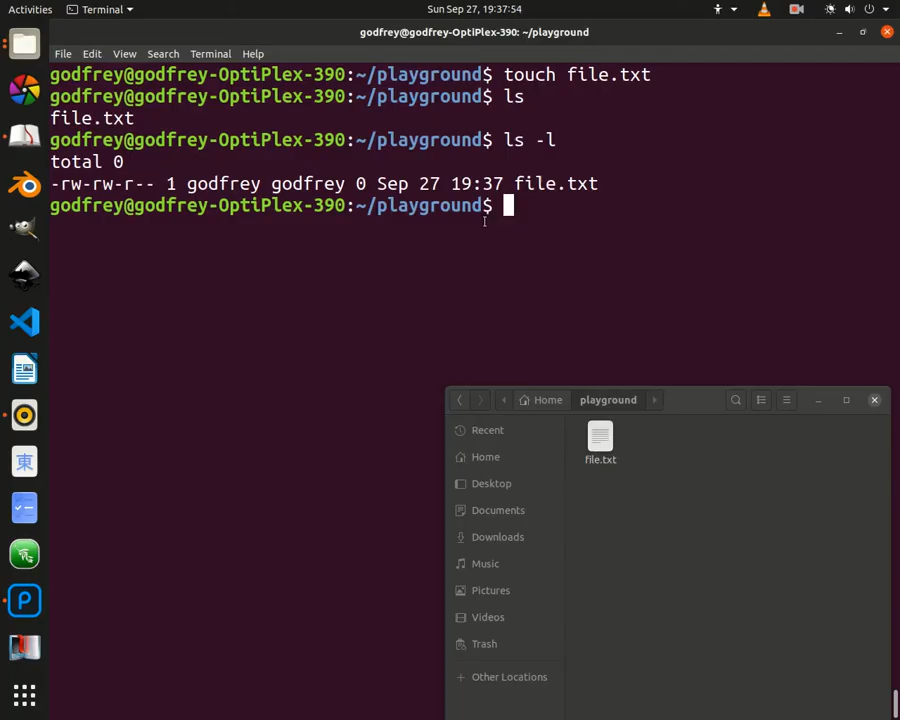 Activities Terminal Sun Sep 27, 19:37:54
godfrey@godfrey-OptiPlex-390: ~/playground
File Edit View Search Terminal Help
godfrey@godfrey-OptiPlex-390:~/playground$ touch file.txt
godfrey@godfrey-OptiPlex-390:~/playground$ ls
file.txt
godfrey@godfrey-OptiPlex-390:~/playground$ ls -l
total 0
-rw-rw-r-- 1 godfrey godfrey 0 Sep 27 19:37 file.txt
godfrey@godfrey-OptiPlex-390:~/playground$
Home playground
Recent
Home
Desktop
Documents
Downloads
Music
Pictures
Videos
Trash
+ Other Locations
file.txt
東
P